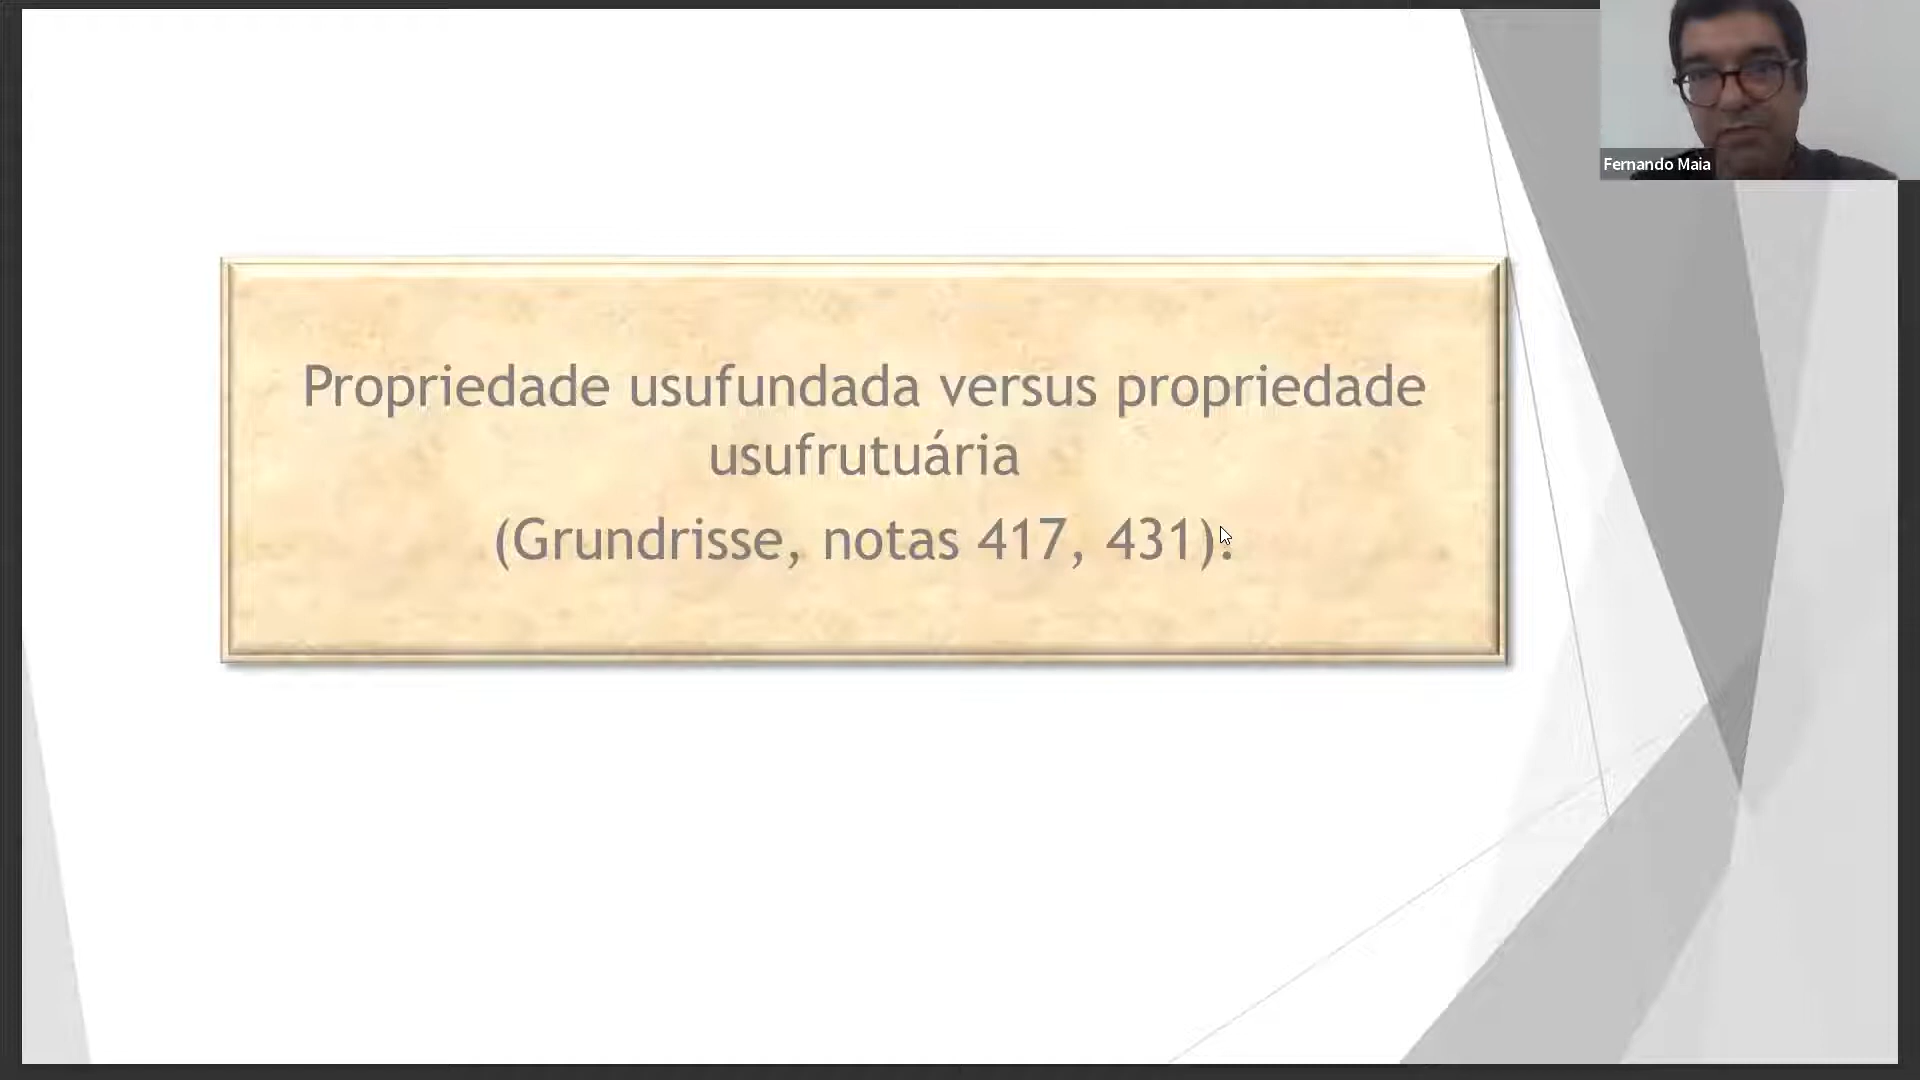 Fernando Maia
Propriedade usufundada versus propriedade
usufrutuária
(Grundrisse, notas 417, 431).